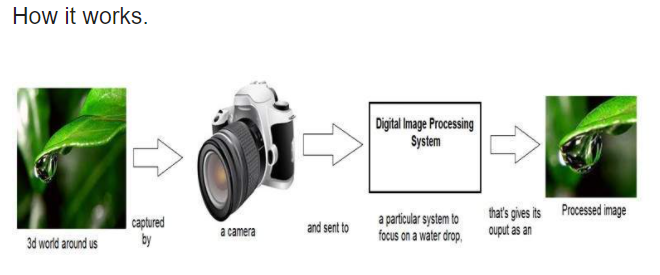 How it works.
Digital Image Processing
System
3d world around us
captured
by
a camera
and sent to
a particular system to
focus on a water drop,
that's gives its
ouput as an
Processed image